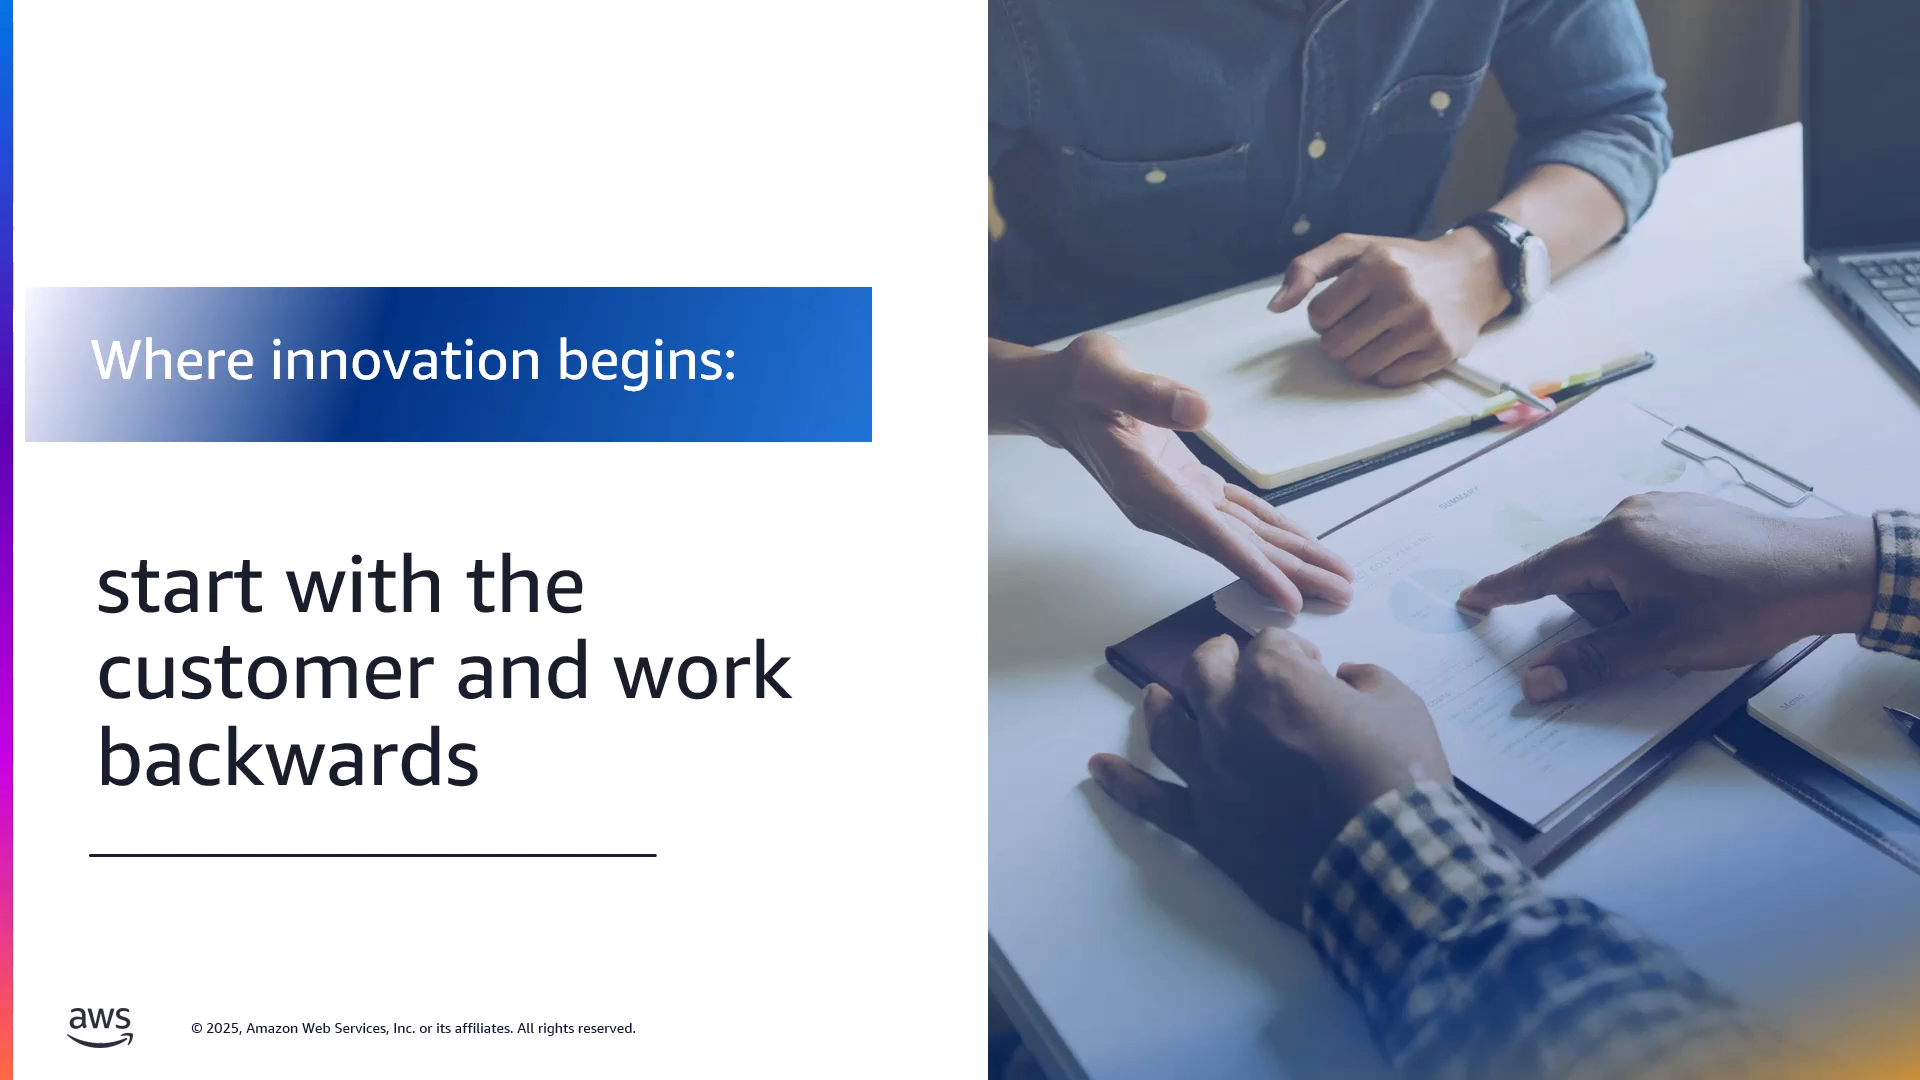 Where innovation begins:
start with the
customer and work
backwards
aws
© 2025, Amazon Web Services, Inc. or its affiliates. All rights reserved.
SUMMARY